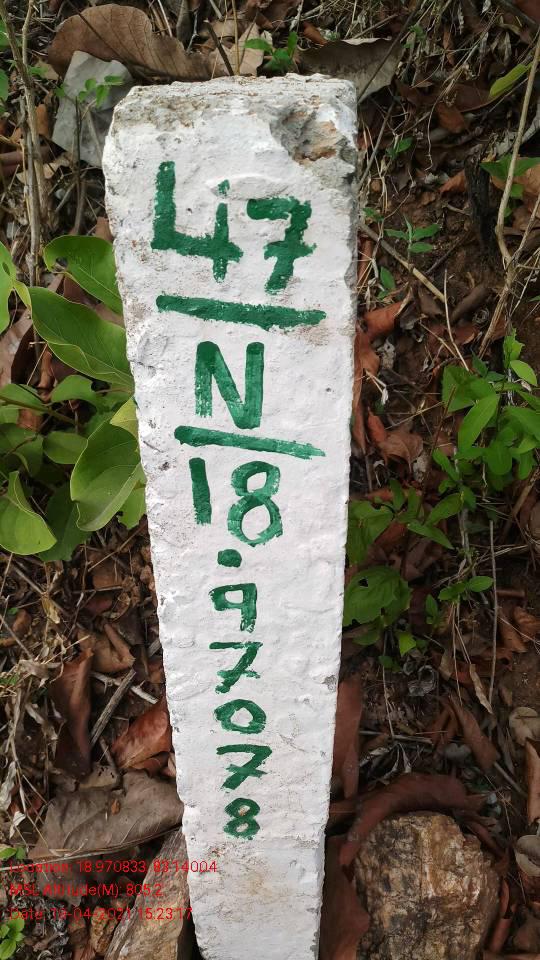 47
N
18
.
9
7
0
7
8
Location: 18.970833, 83.14004
MSL Altitude(M): 805.2
Date: 19-04-2021 15:23:17